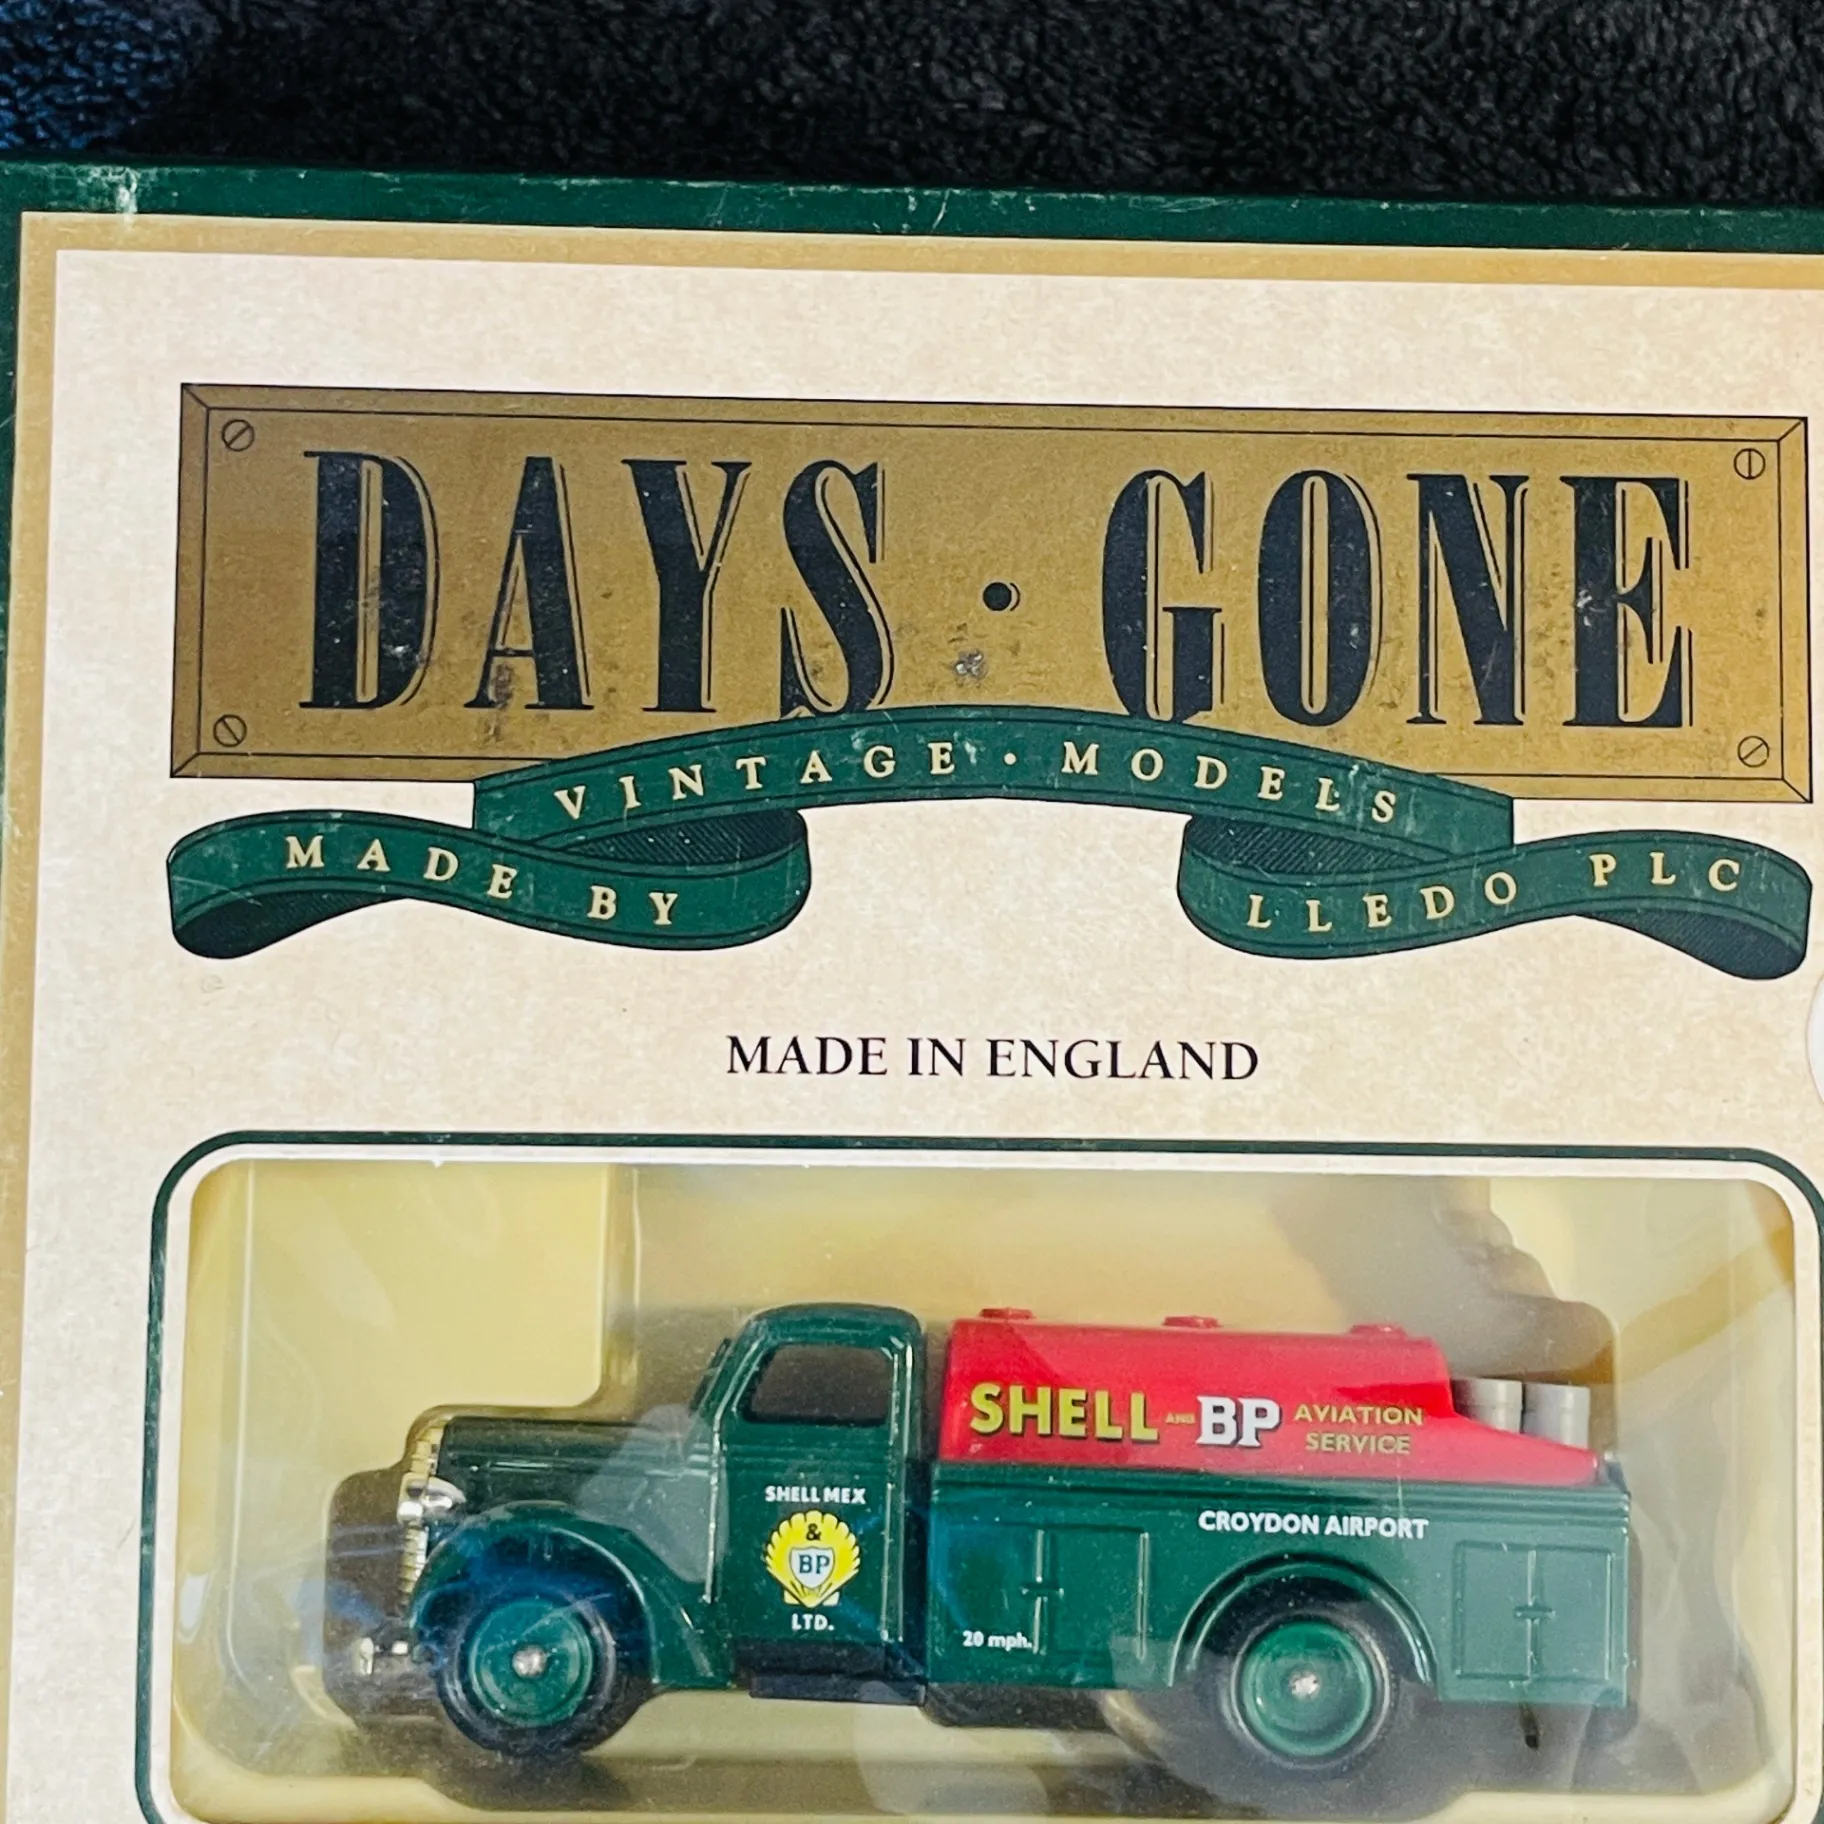 DAYS · GONE
VINTAGE · MODELS
MADE BY
LLEDO PLC
MADE IN ENGLAND
SHELL AND BP AVIATION
SERVICE
SHELL MEX
&
BP
LTD.
CROYDON AIRPORT
20 mph.